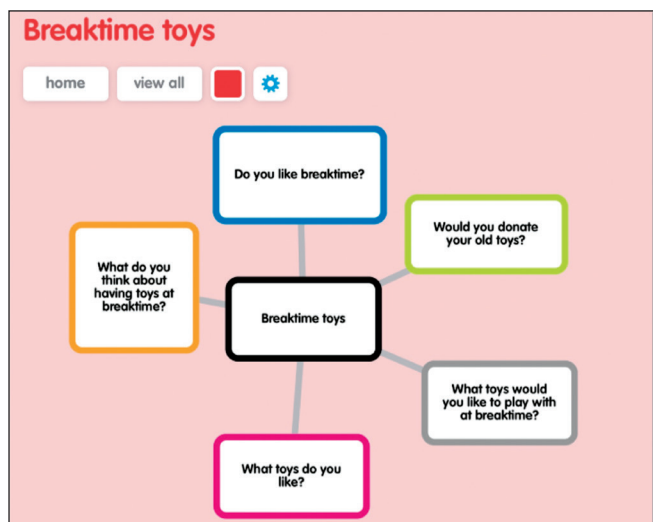 Breaktime toys
home view all
Do you like breaktime?
Would you donate
your old toys?
What do you
think about
having toys at
breaktime?
Breaktime toys
What toys would
you like to play with
at breaktime?
What toys do you
like?